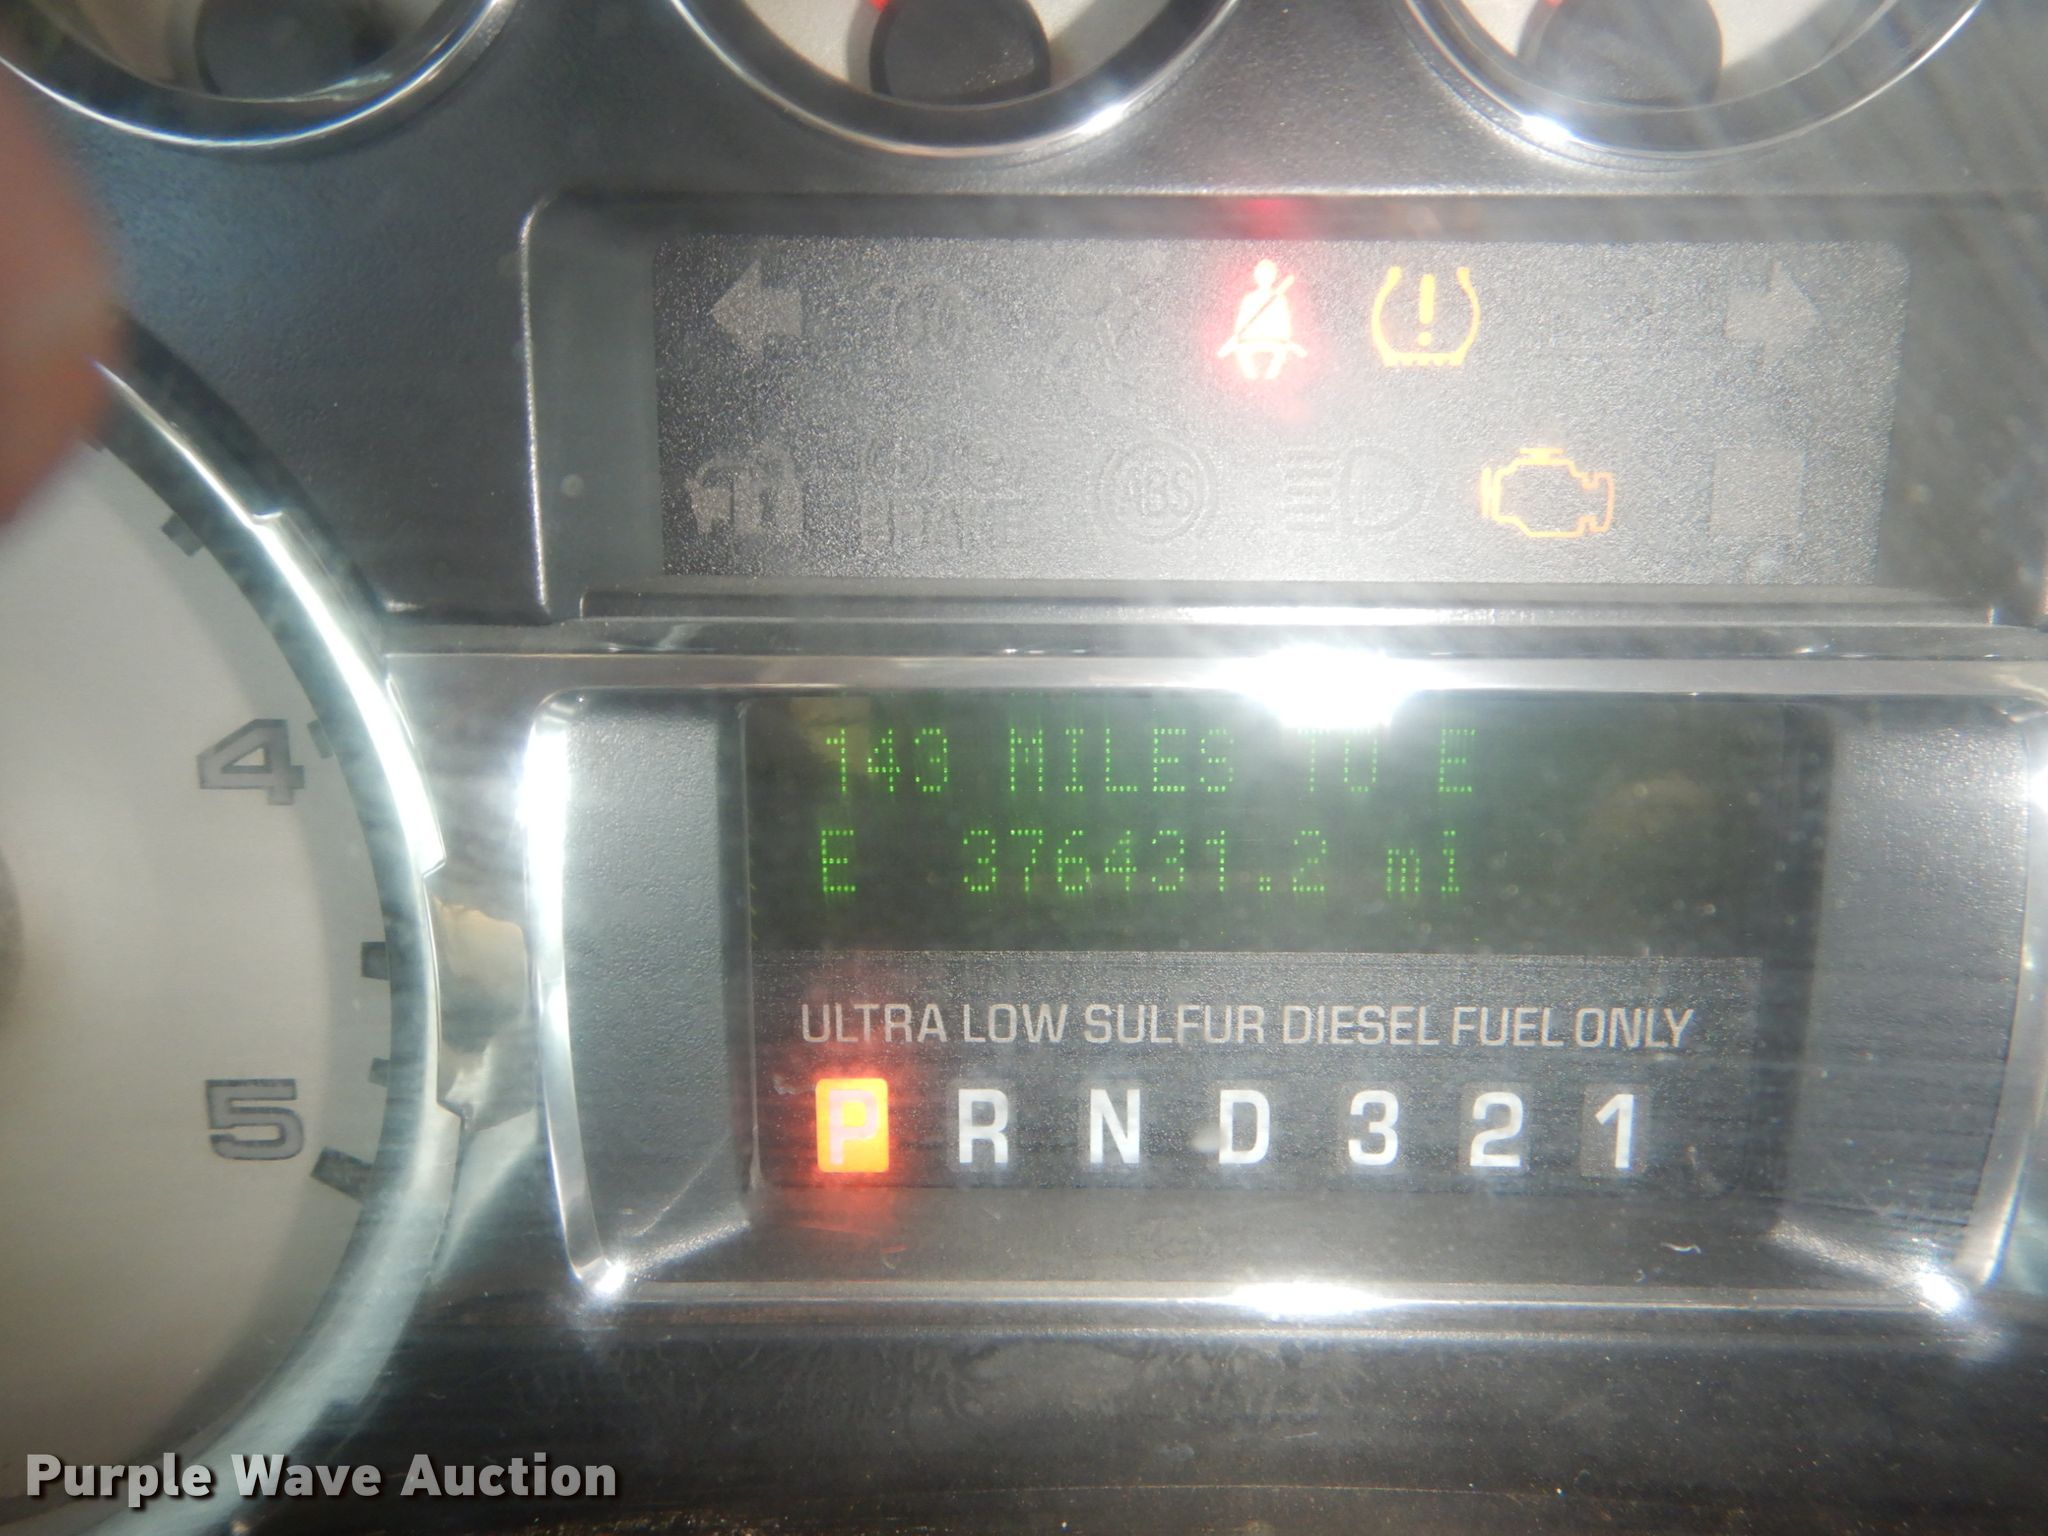 ABS
143 MILES TO E
E 376431.2 mi
ULTRA LOW SULFUR DIESEL FUEL ONLY
P R N D 3 2 1
4
5
Purple Wave Auction